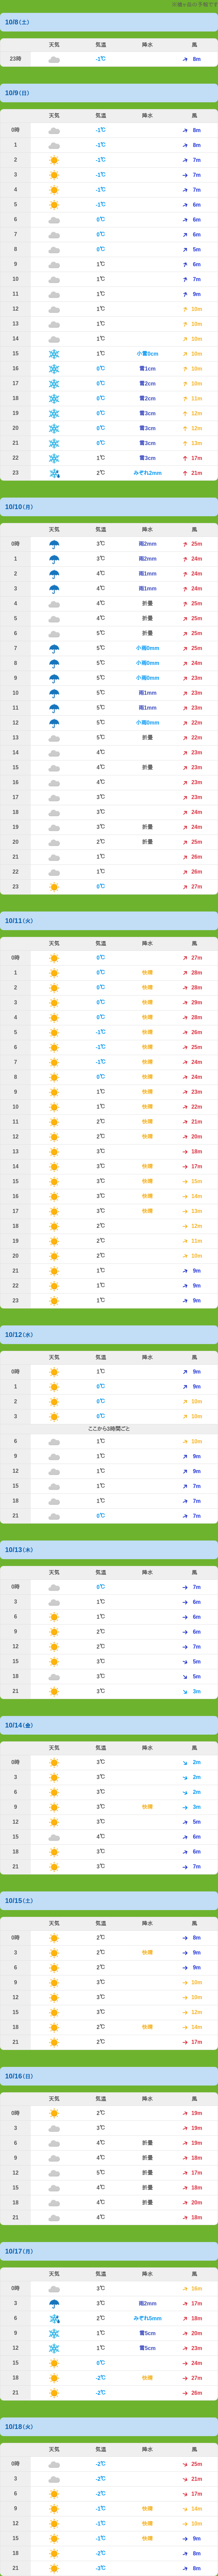 10/8(土)
天気 気温 降水 風
23時 -1℃ 8m
10/9(日)
天気 気温 降水 風
0時 -1℃ 8m
1 -1℃ 8m
2 -1℃ 7m
3 -1℃ 7m
4 -1℃ 7m
5 -1℃ 6m
6 0℃ 6m
7 0℃ 6m
8 0℃ 5m
9 1℃ 6m
10 1℃ 7m
11 1℃ 9m
12 1℃ 10m
13 1℃ 10m
14 1℃ 10m
15 1℃ 小雪0cm 10m
16 0℃ 雪1cm 10m
17 0℃ 雪2cm 10m
18 0℃ 雪2cm 11m
19 0℃ 雪3cm 12m
20 0℃ 雪3cm 12m
21 0℃ 雪3cm 13m
22 1℃ 雪3cm 17m
23 2℃ みぞれ2mm 21m
10/10(月)
天気 気温 降水 風
0時 3℃ 雨2mm 25m
1 3℃ 雨2mm 24m
2 4℃ 雨1mm 24m
3 4℃ 雨1mm 24m
4 4℃ 折曇 25m
5 4℃ 折曇 25m
6 5℃ 折曇 25m
7 5℃ 小雨0mm 25m
8 5℃ 小雨0mm 24m
9 5℃ 小雨0mm 23m
10 5℃ 雨1mm 23m
11 5℃ 雨1mm 23m
12 5℃ 小雨0mm 22m
13 5℃ 折曇 22m
14 4℃ 23m
15 4℃ 折曇 23m
16 4℃ 23m
17 3℃ 23m
18 3℃ 24m
19 3℃ 折曇 24m
20 2℃ 折曇 25m
21 1℃ 26m
22 1℃ 26m
23 0℃ 27m
10/11(火)
天気 気温 降水 風
0時 0℃ 27m
1 0℃ 快晴 28m
2 0℃ 快晴 28m
3 0℃ 快晴 29m
4 0℃ 快晴 28m
5 -1℃ 快晴 26m
6 -1℃ 快晴 25m
7 -1℃ 快晴 24m
8 0℃ 快晴 24m
9 1℃ 快晴 23m
10 1℃ 快晴 22m
11 2℃ 快晴 21m
12 2℃ 快晴 20m
13 3℃ 18m
14 3℃ 快晴 17m
15 3℃ 快晴 15m
16 3℃ 快晴 14m
17 3℃ 快晴 13m
18 2℃ 12m
19 2℃ 11m
20 2℃ 10m
21 1℃ 9m
22 1℃ 9m
23 1℃ 9m
10/12(水)
天気 気温 降水 風
0時 1℃ 9m
1 0℃ 9m
2 0℃ 10m
3 0℃ 10m
ここから3時間ごと
6 1℃ 10m
9 1℃ 9m
12 1℃ 9m
15 1℃ 7m
18 1℃ 7m
21 0℃ 7m
10/13(木)
天気 気温 降水 風
0時 0℃ 7m
3 1℃ 6m
6 1℃ 6m
9 2℃ 6m
12 2℃ 7m
15 3℃ 5m
18 3℃ 5m
21 3℃ 3m
10/14(金)
天気 気温 降水 風
0時 3℃ 2m
3 3℃ 2m
6 3℃ 2m
9 3℃ 快晴 3m
12 3℃ 5m
15 4℃ 6m
18 3℃ 6m
21 3℃ 7m
10/15(土)
天気 気温 降水 風
0時 2℃ 8m
3 2℃ 快晴 9m
6 2℃ 9m
9 3℃ 10m
12 3℃ 10m
15 3℃ 12m
18 2℃ 快晴 14m
21 2℃ 17m
10/16(日)
天気 気温 降水 風
0時 2℃ 19m
3 3℃ 19m
6 4℃ 折曇 19m
9 4℃ 折曇 18m
12 5℃ 折曇 17m
15 4℃ 折曇 18m
18 4℃ 折曇 20m
21 4℃ 18m
10/17(月)
天気 気温 降水 風
0時 3℃ 16m
3 3℃ 雨2mm 17m
6 2℃ みぞれ5mm 18m
9 1℃ 雪5cm 20m
12 1℃ 雪5cm 23m
15 0℃ 24m
18 -2℃ 快晴 27m
21 -2℃ 26m
10/18(火)
天気 気温 降水 風
0時 -2℃ 25m
3 -2℃ 21m
6 -2℃ 17m
9 -1℃ 快晴 14m
12 -1℃ 快晴 10m
15 -1℃ 快晴 9m
18 -2℃ 8m
21 -3℃ 8m